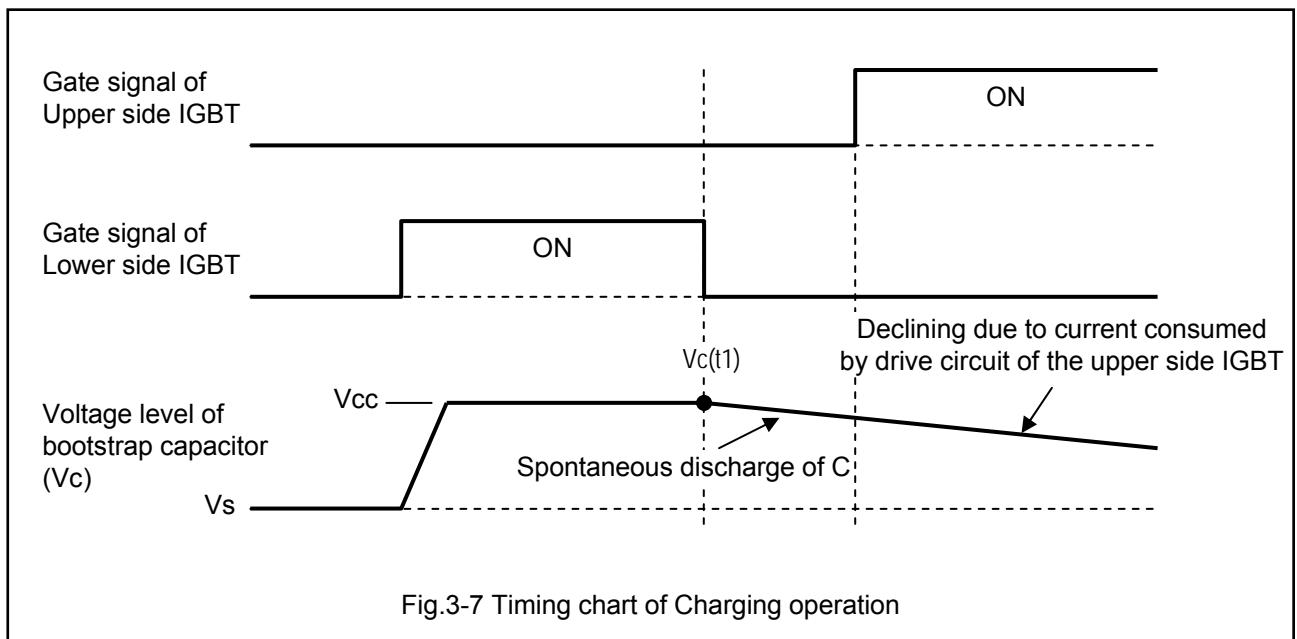 Gate signal of
Upper side IGBT
ON
Gate signal of
Lower side IGBT
ON
Declining due to current consumed
by drive circuit of the upper side IGBT
Vc(t1)
Vcc
Voltage level of
bootstrap capacitor
(Vc)
Spontaneous discharge of C
Vs
Fig.3-7 Timing chart of Charging operation